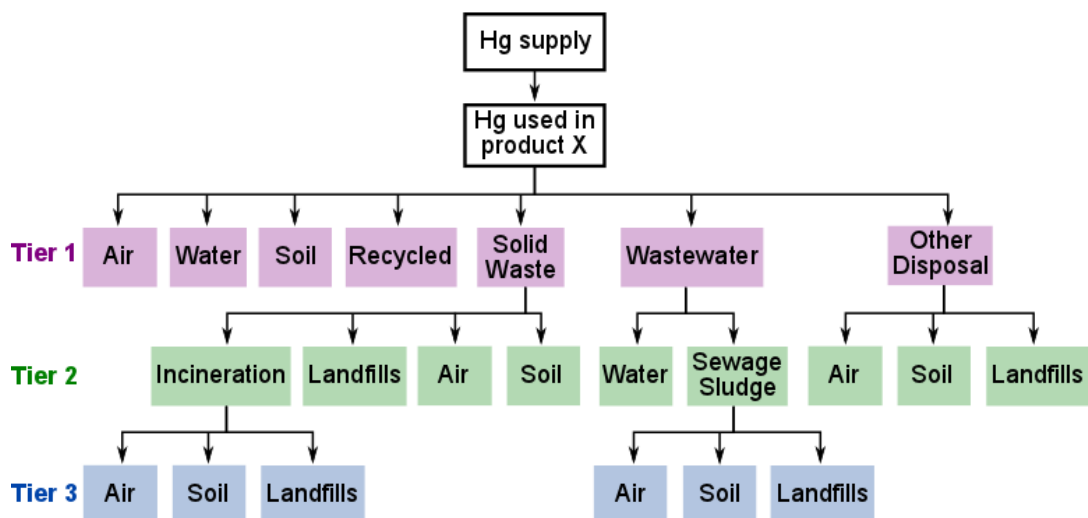 Hg supply
Hg used in
product X
Tier 1
Air
Water
Soil
Recycled
Solid
Waste
Wastewater
Other
Disposal
Tier 2
Incineration
Landfills
Air
Soil
Water
Sewage
Sludge
Air
Soil
Landfills
Tier 3
Air
Soil
Landfills
Air
Soil
Landfills